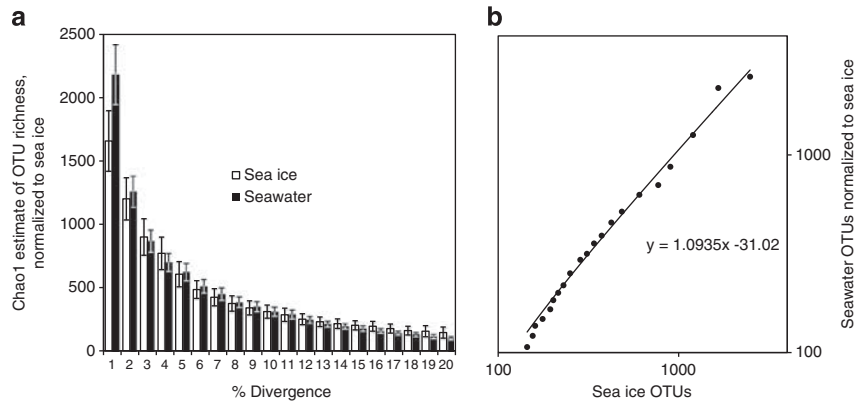 a
Chao1 estimate of OTU richness,
normalized to sea ice
2500
2000
1500
1000
500
0
Sea ice
Seawater
1 2 3 4 5 6 7 8 9 10 11 12 13 14 15 16 17 18 19 20
% Divergence
b
y = 1.0935x -31.02
1000
100
Seawater OTUs normalized to sea ice
100 1000
Sea ice OTUs